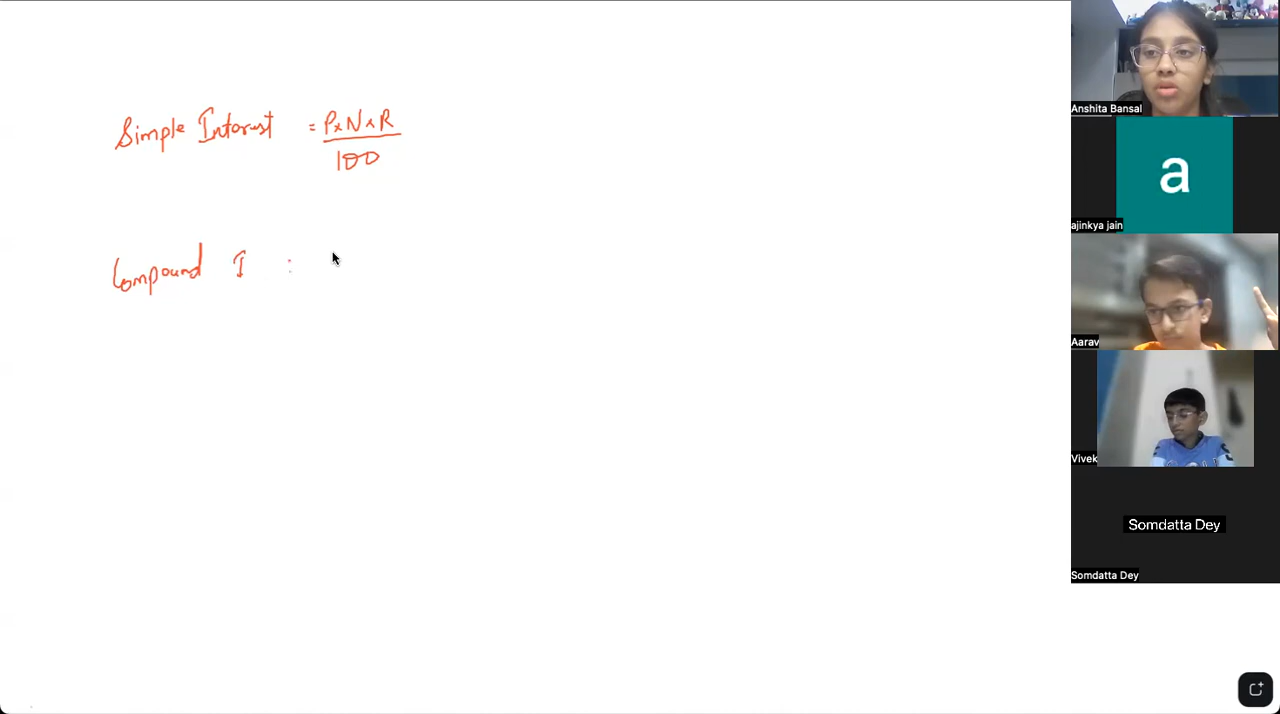 Simple Interest = P×N×R
100
Compound I :
Anshita Bansal
a
ajinkya jain
Aarav
Vivek
Somdatta Dey
Somdatta Dey